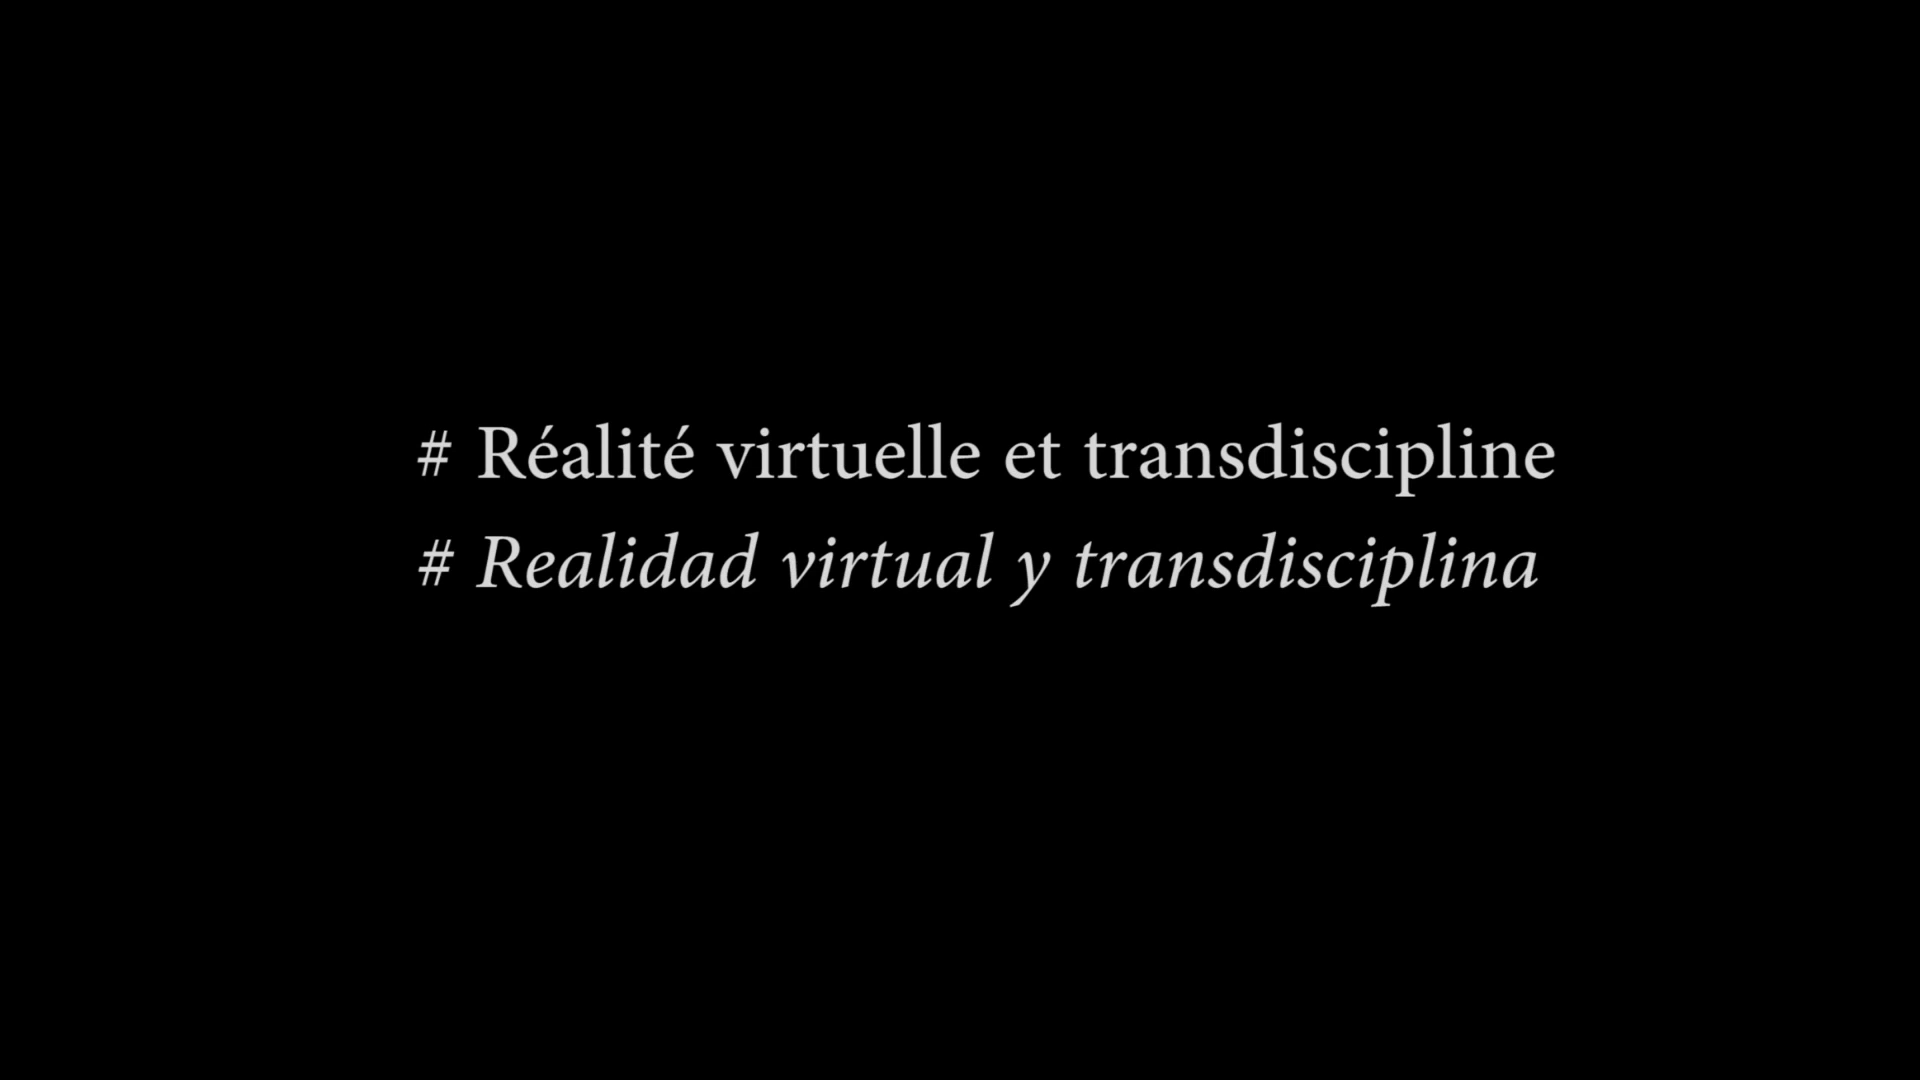 # Réalité virtuelle et transdiscipline
# Realidad virtual y transdisciplina